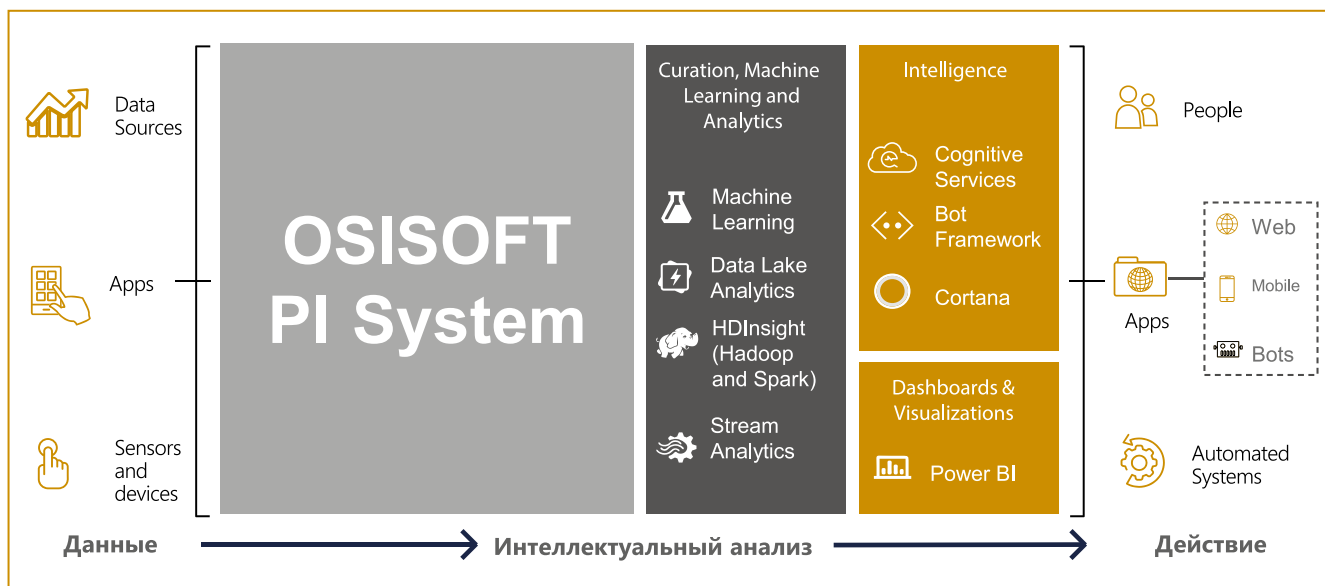 Data
Sources
Apps
Sensors and
devices
OSISOFT
PI System
Curation, Machine
Learning and
Analytics
Machine
Learning
Data Lake
Analytics
HDInsight
(Hadoop
and Spark)
Stream
Analytics
Intelligence
Cognitive
Services
Bot
Framework
Cortana
Dashboards &
Visualizations
Power BI
People
Apps
Web
Mobile
Bots
Automated
Systems
Данные
Интеллектуальный анализ
Действие